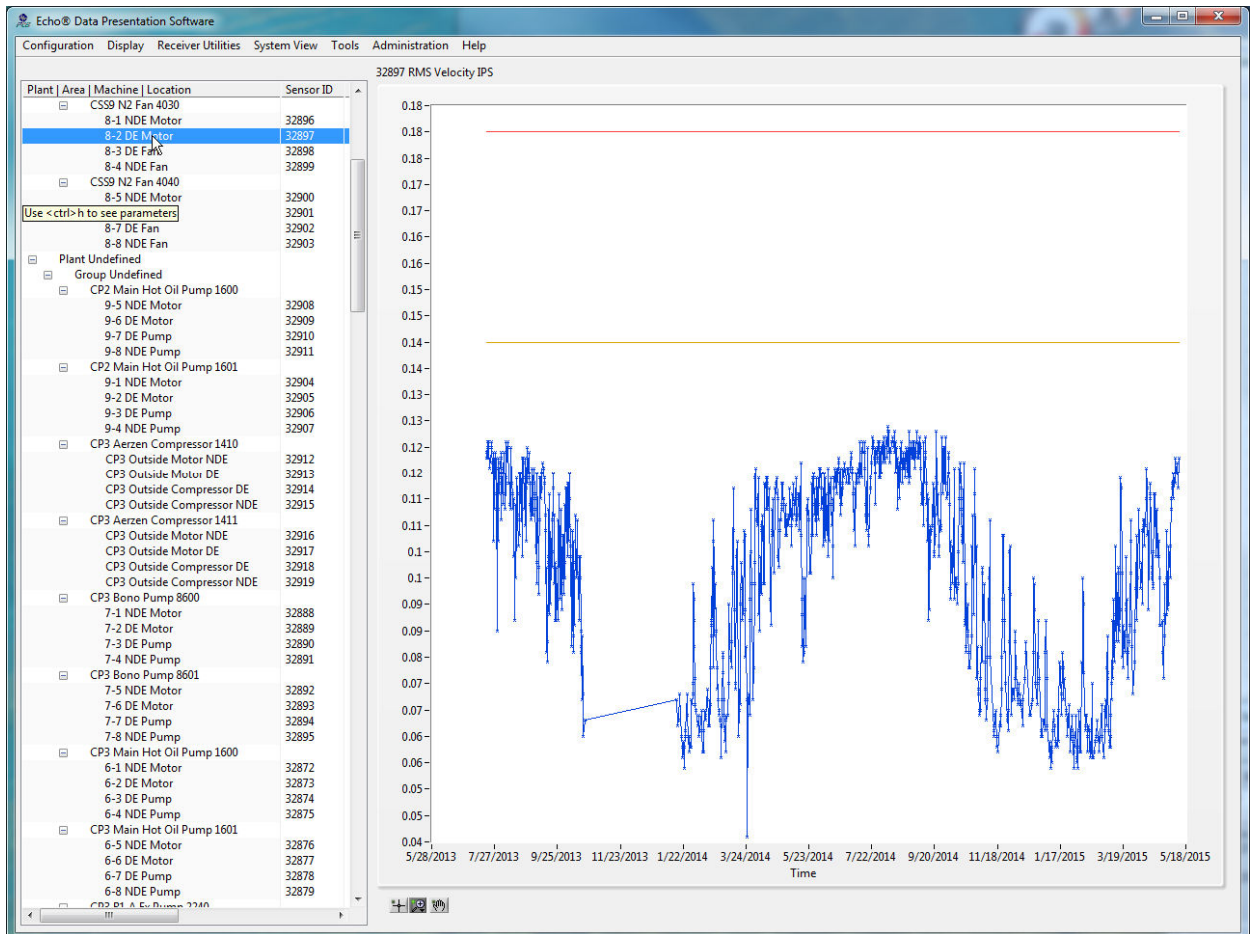 Echo® Data Presentation Software
Configuration Display Receiver Utilities System View Tools Administration Help
32897 RMS Velocity IPS
Plant | Area | Machine | Location Sensor ID
CSS9 N2 Fan 4030
8-1 NDE Motor 32896
8-2 DE Motor 32897
8-3 DE Fan 32898
8-4 NDE Fan 32899
CSS9 N2 Fan 4040
8-5 NDE Motor 32900
Use <ctrl>h to see parameters 32901
8-7 DE Fan 32902
8-8 NDE Fan 32903
Plant Undefined
Group Undefined
CP2 Main Hot Oil Pump 1600
9-5 NDE Motor 32908
9-6 DE Motor 32909
9-7 DE Pump 32910
9-8 NDE Pump 32911
CP2 Main Hot Oil Pump 1601
9-1 NDE Motor 32904
9-2 DE Motor 32905
9-3 DE Pump 32906
9-4 NDE Pump 32907
CP3 Aerzen Compressor 1410
CP3 Outside Motor NDE 32912
CP3 Outside Motor DE 32913
CP3 Outside Compressor DE 32914
CP3 Outside Compressor NDE 32915
CP3 Aerzen Compressor 1411
CP3 Outside Motor NDE 32916
CP3 Outside Motor DE 32917
CP3 Outside Compressor DE 32918
CP3 Outside Compressor NDE 32919
CP3 Bono Pump 8600
7-1 NDE Motor 32888
7-2 DE Motor 32889
7-3 DE Pump 32890
7-4 NDE Pump 32891
CP3 Bono Pump 8601
7-5 NDE Motor 32892
7-6 DE Motor 32893
7-7 DE Pump 32894
7-8 NDE Pump 32895
CP3 Main Hot Oil Pump 1600
6-1 NDE Motor 32872
6-2 DE Motor 32873
6-3 DE Pump 32874
6-4 NDE Pump 32875
CP3 Main Hot Oil Pump 1601
6-5 NDE Motor 32876
6-6 DE Motor 32877
6-7 DE Pump 32878
6-8 NDE Pump 32879
CP3 P1 A Ex Pump 2240
0.18
0.18
0.18
0.17
0.17
0.16
0.16
0.15
0.15
0.14
0.14
0.13
0.13
0.12
0.12
0.11
0.11
0.1
0.1
0.09
0.09
0.08
0.07
0.07
0.06
0.06
0.05
0.05
0.04
5/28/2013 7/27/2013 9/25/2013 11/23/2013 1/22/2014 3/24/2014 5/23/2014 7/22/2014 9/20/2014 11/18/2014 1/17/2015 3/19/2015 5/18/2015
Time